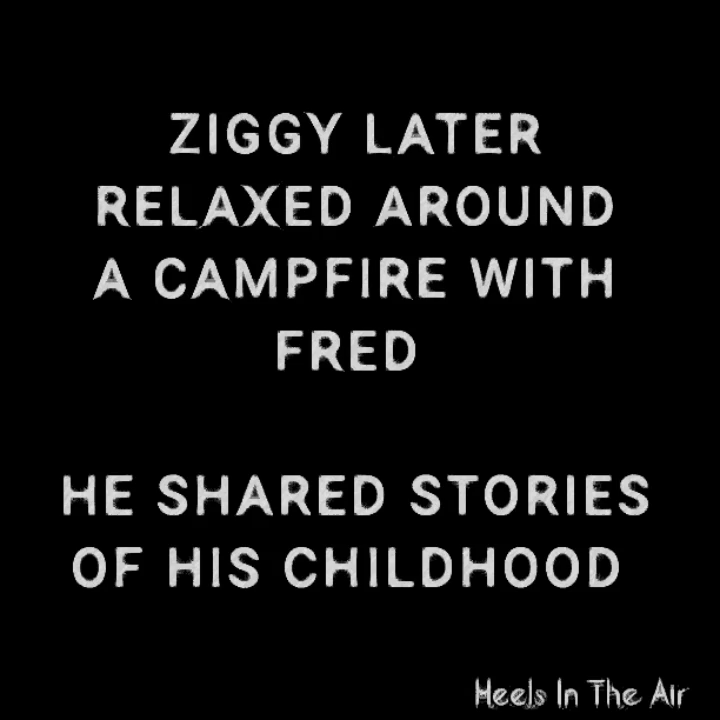 ZIGGY LATER
RELAXED AROUND
A CAMPFIRE WITH
FRED
HE SHARED STORIES
OF HIS CHILDHOOD
Heels In The Air